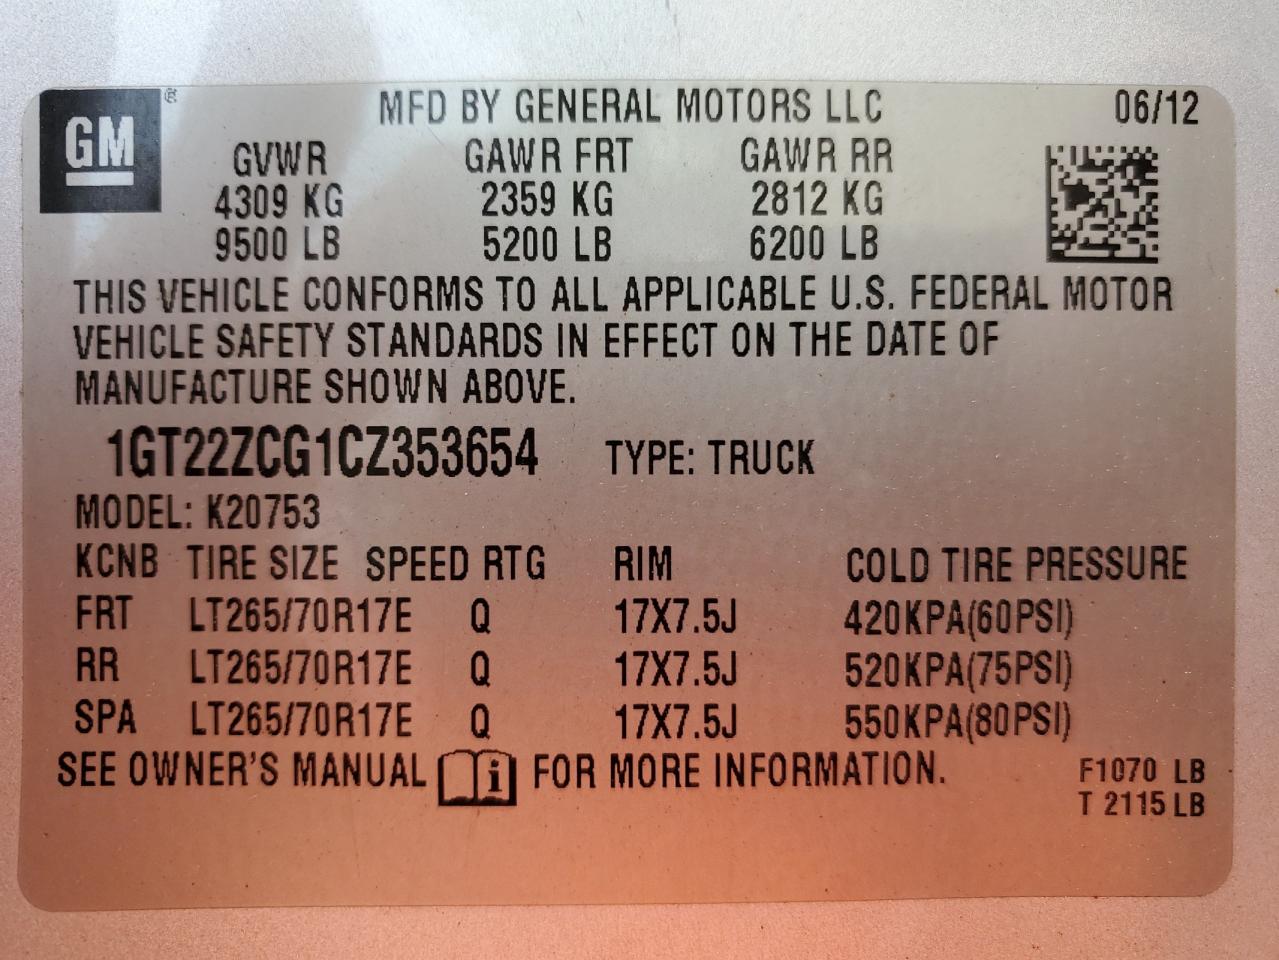 GM ® MFD BY GENERAL MOTORS LLC 06/12
GVWR GAWR FRT GAWR RR
4309 KG 2359 KG 2812 KG
9500 LB 5200 LB 6200 LB
THIS VEHICLE CONFORMS TO ALL APPLICABLE U.S. FEDERAL MOTOR
VEHICLE SAFETY STANDARDS IN EFFECT ON THE DATE OF
MANUFACTURE SHOWN ABOVE.
1GT22ZCG1CZ353654 TYPE: TRUCK
MODEL: K20753
KCNB TIRE SIZE SPEED RTG RIM COLD TIRE PRESSURE
FRT LT265/70R17E Q 17X7.5J 420KPA(60PSI)
RR LT265/70R17E Q 17X7.5J 520KPA(75PSI)
SPA LT265/70R17E Q 17X7.5J 550KPA(80PSI)
SEE OWNER'S MANUAL i FOR MORE INFORMATION.
F1070 LB
T 2115 LB